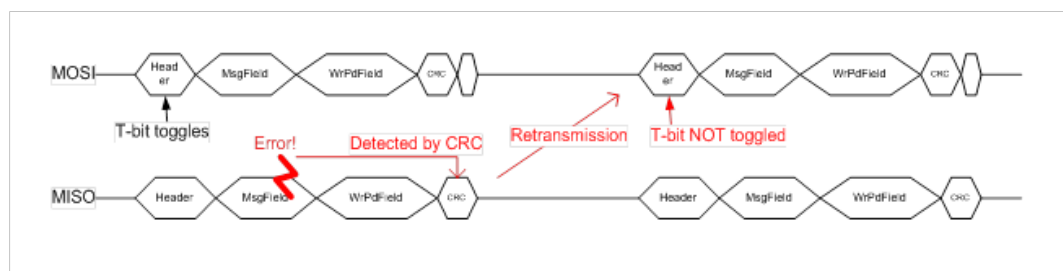 MOSI
Head
er
MsgField
WrPdField
CRC
Head
er
MsgField
WrPdField
CRC
T-bit toggles
Error!
Detected by CRC
Retransmission
T-bit NOT toggled
MISO
Header
MsgField
WrPdField
CRC
Header
MsgField
WrPdField
CRC